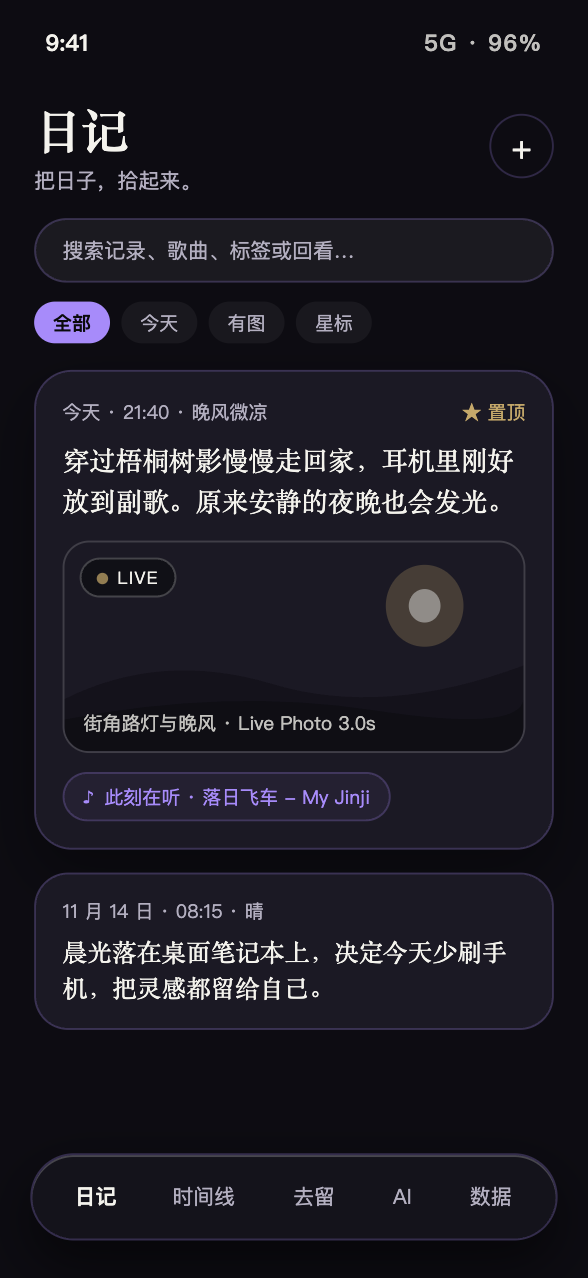 9:41
5G · 96%
日记
+
把日子，拾起来。
搜索记录、歌曲、标签或回看…
全部 今天 有图 星标
今天 · 21:40 · 晚风微凉
★ 置顶
穿过梧桐树影慢慢走回家，耳机里刚好
放到副歌。原来安静的夜晚也会发光。
LIVE
街角路灯与晚风 · Live Photo 3.0s
♪ 此刻在听 · 落日飞车 – My Jinji
11 月 14 日 · 08:15 · 晴
晨光落在桌面笔记本上，决定今天少刷手
机，把灵感都留给自己。
日记 时间线 去留 AI 数据